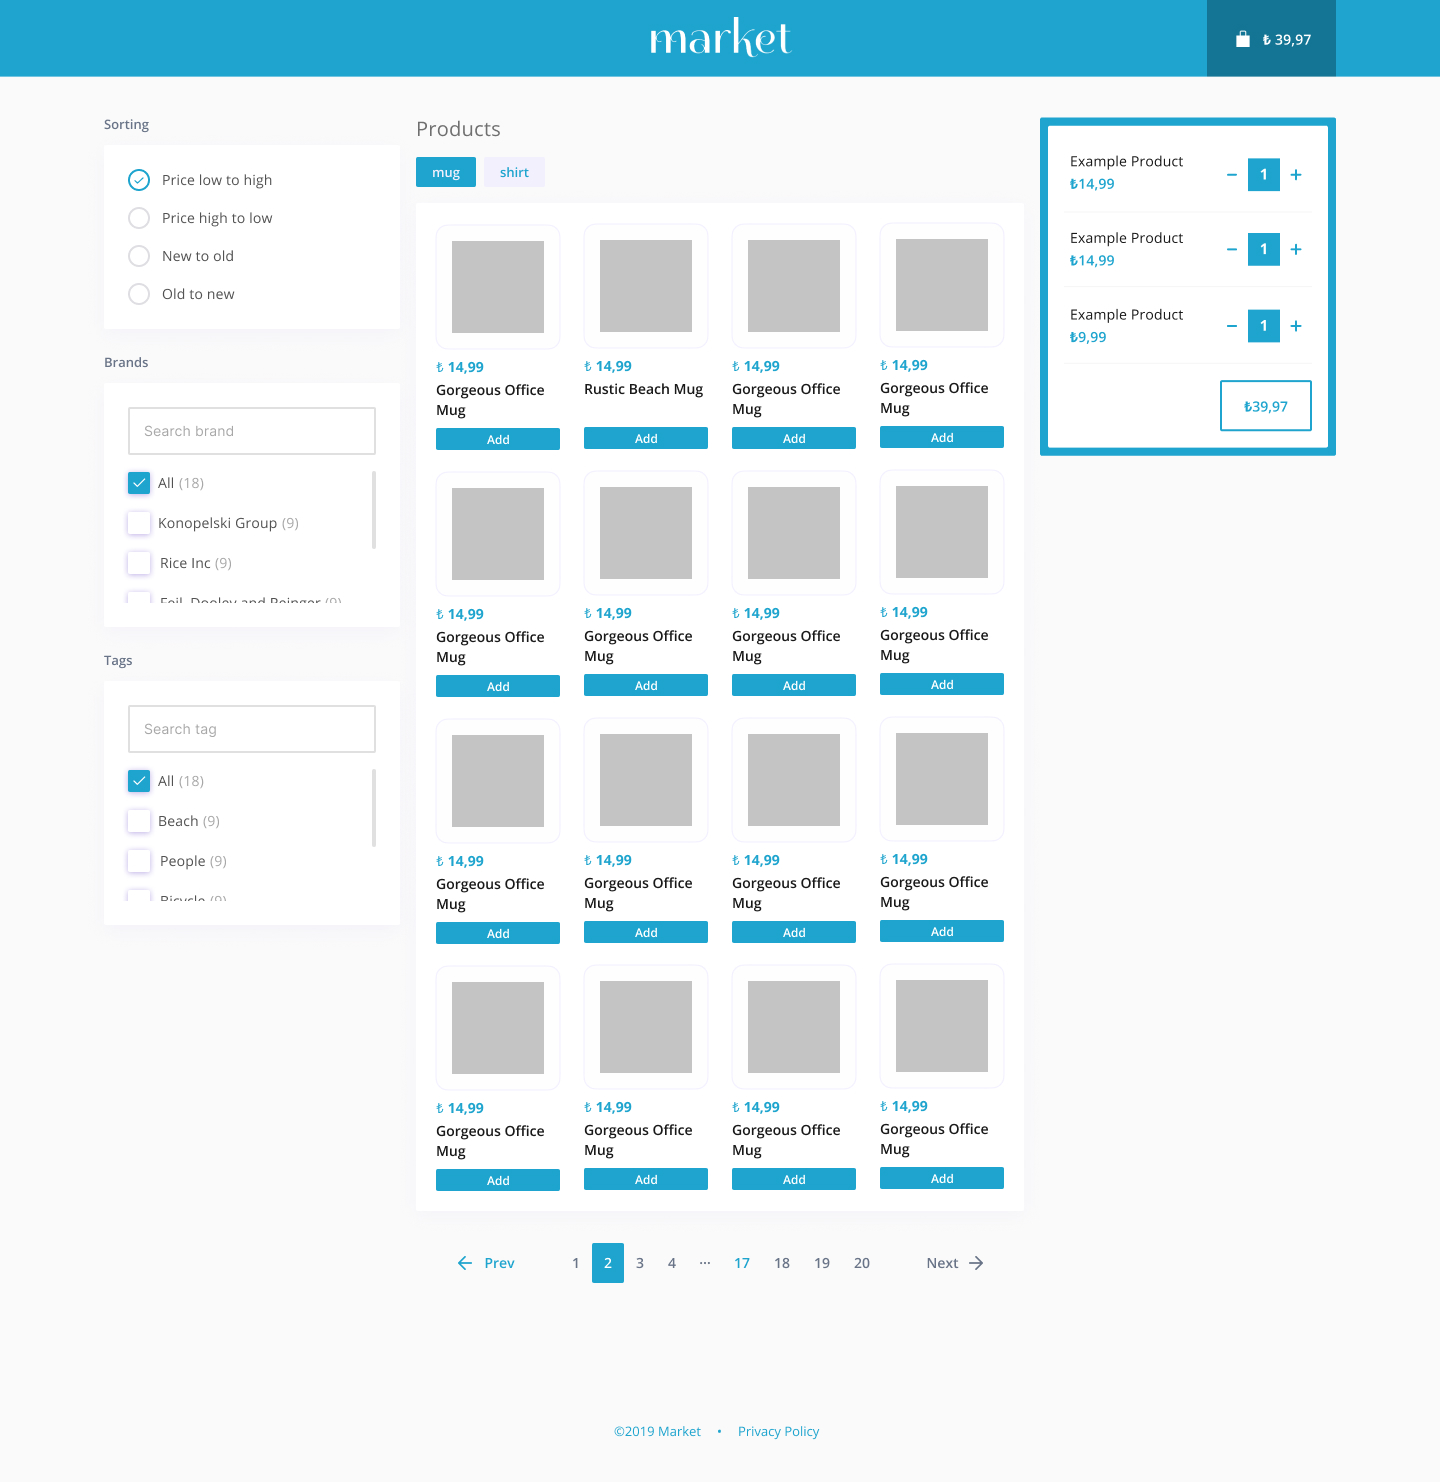 market
₺ 39,97
Sorting
Price low to high
Price high to low
New to old
Old to new
Brands
Search brand
All (18)
Konopelski Group (9)
Rice Inc (9)
Feil, Dooley and Reinger (9)
Tags
Search tag
All (18)
Beach (9)
People (9)
Bicycle (9)
Products
mug shirt
₺ 14,99
Gorgeous Office
Mug
Add
₺ 14,99
Rustic Beach Mug
Add
₺ 14,99
Gorgeous Office
Mug
Add
₺ 14,99
Gorgeous Office
Mug
Add
₺ 14,99
Gorgeous Office
Mug
Add
₺ 14,99
Gorgeous Office
Mug
Add
₺ 14,99
Gorgeous Office
Mug
Add
₺ 14,99
Gorgeous Office
Mug
Add
₺ 14,99
Gorgeous Office
Mug
Add
₺ 14,99
Gorgeous Office
Mug
Add
₺ 14,99
Gorgeous Office
Mug
Add
₺ 14,99
Gorgeous Office
Mug
Add
₺ 14,99
Gorgeous Office
Mug
Add
₺ 14,99
Gorgeous Office
Mug
Add
₺ 14,99
Gorgeous Office
Mug
Add
₺ 14,99
Gorgeous Office
Mug
Add
Prev 1 2 3 4 ... 17 18 19 20 Next
Example Product
₺14,99
− 1 +
Example Product
₺14,99
− 1 +
Example Product
₺9,99
− 1 +
₺39,97
©2019 Market • Privacy Policy